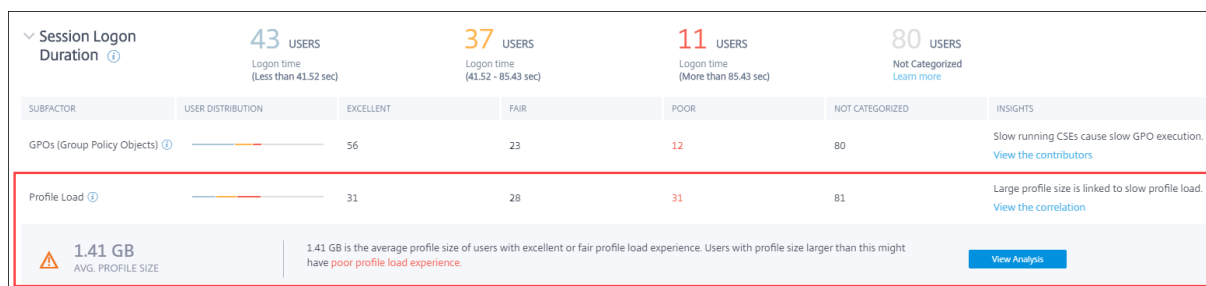 Session Logon Duration
43 USERS
Logon time
(Less than 41.52 sec)
37 USERS
Logon time
(41.52 - 85.43 sec)
11 USERS
Logon time
(More than 85.43 sec)
80 USERS
Not Categorized
Learn more
SUBFACTOR USER DISTRIBUTION EXCELLENT FAIR POOR NOT CATEGORIZED INSIGHTS
GPOs (Group Policy Objects) 56 23 12 80 Slow running CSEs cause slow GPO execution.
View the contributors
Profile Load 31 28 31 81 Large profile size is linked to slow profile load.
View the correlation
1.41 GB
AVG. PROFILE SIZE
1.41 GB is the average profile size of users with excellent or fair profile load experience. Users with profile size larger than this might
have poor profile load experience.
View Analysis